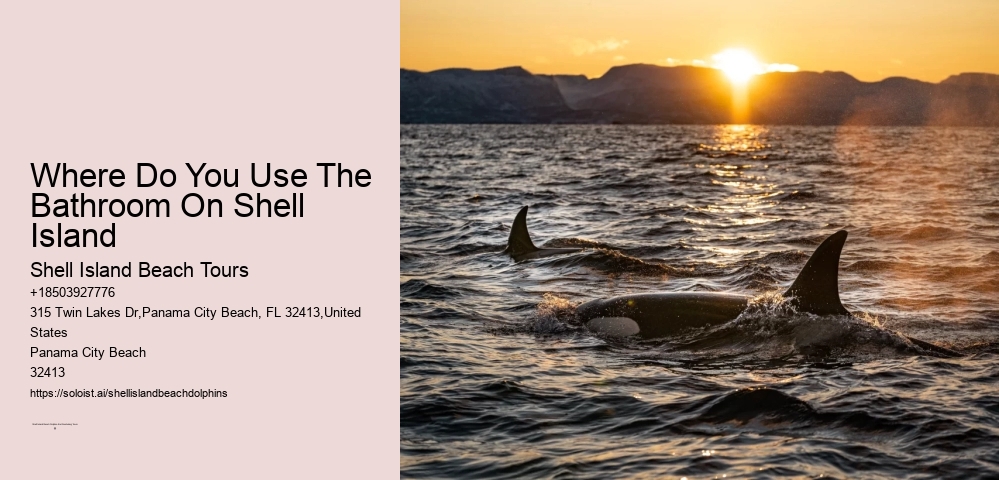 Where Do You Use The
Bathroom On Shell
Island
Shell Island Beach Tours
+18503927776
315 Twin Lakes Dr,Panama City Beach, FL 32413,United
States
Panama City Beach
32413
https://soloist.ai/shellislandbeachdolphins